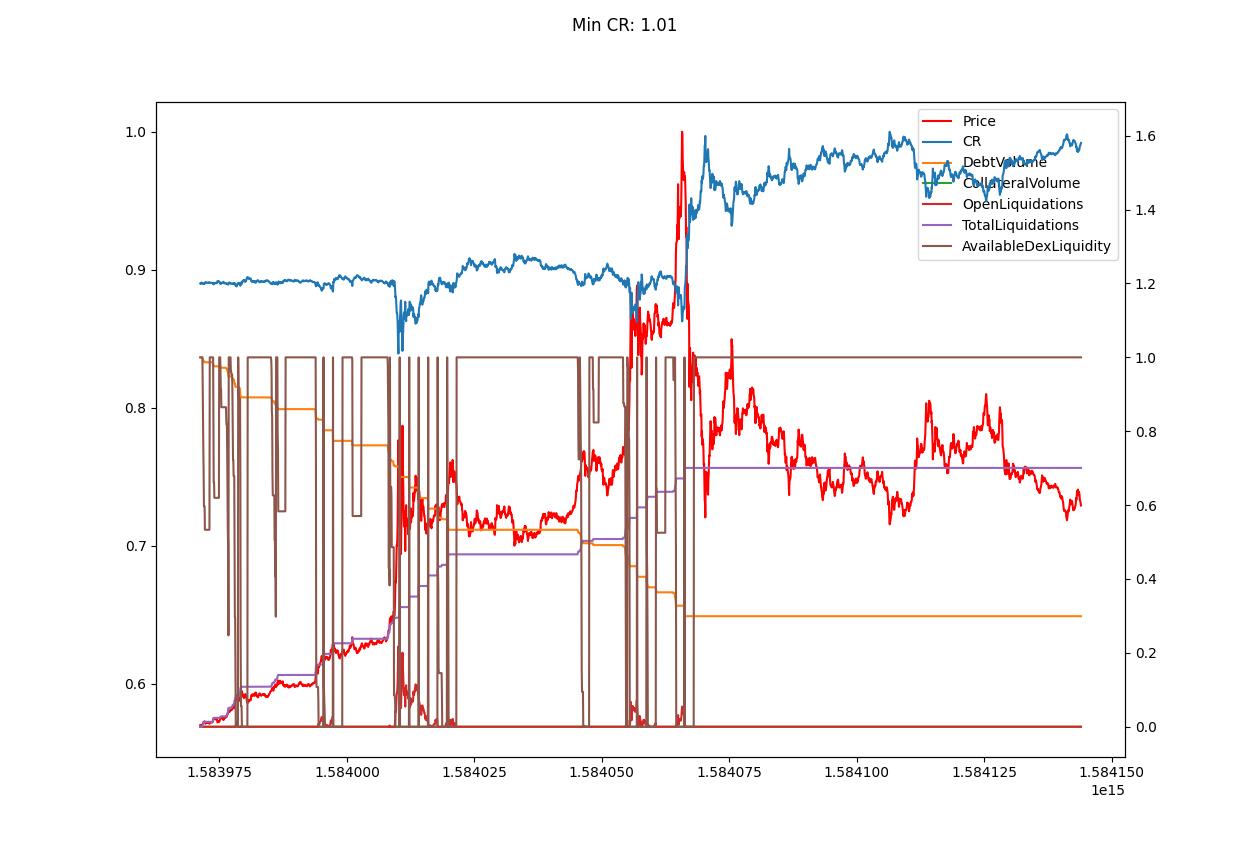 Min CR: 1.01
1.0
0.9
0.8
0.7
0.6
1.6
1.4
1.2
1.0
0.8
0.6
0.4
0.2
0.0
Price
CR
DebtVolume
CollateralVolume
OpenLiquidations
TotalLiquidations
AvailableDexLiquidity
1.583975 1.584000 1.584025 1.584050 1.584075 1.584100 1.584125 1.584150
1e15